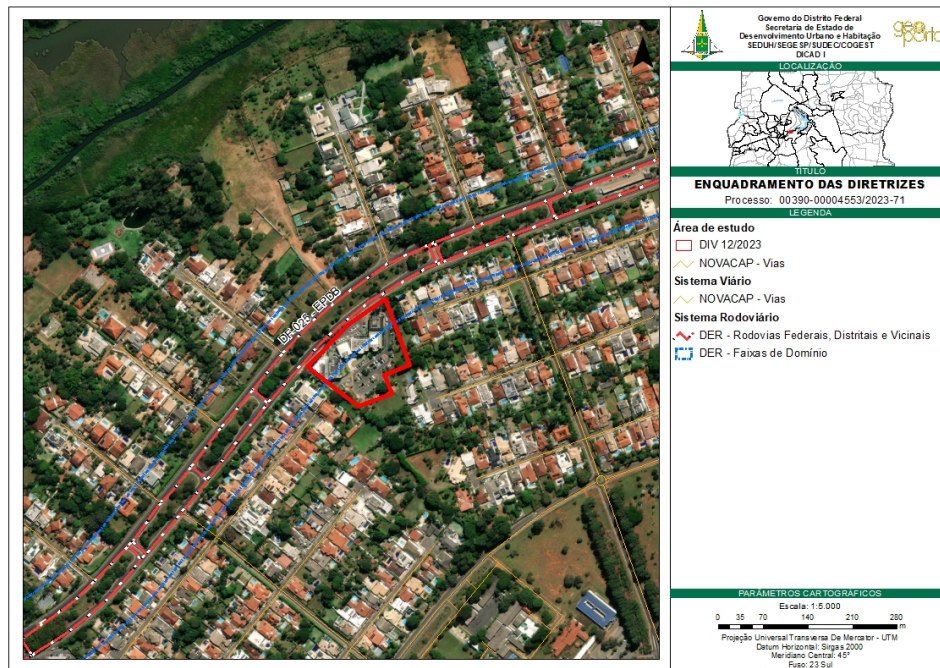 DF-025 - EPDB
Governo do Distrito Federal
Secretaria de Estado de
Desenvolvimento Urbano e Habitação
SEDUH/SEGESP/SUDEC/COGEST
DICAD I
geo
portal
LOCALIZAÇÃO
TÍTULO
ENQUADRAMENTO DAS DIRETRIZES
Processo: 00390-00004553/2023-71
LEGENDA
Área de estudo
DIV 12/2023
NOVACAP - Vias
Sistema Viário
NOVACAP - Vias
Sistema Rodoviário
DER - Rodovias Federais, Distritais e Vicinais
DER - Faixas de Domínio
PARÂMETROS CARTOGRÁFICOS
Escala: 1:5.000
0 35 70 140 210 280
m
Projeção Universal Transversa De Mercator - UTM
Datum Horizontal: Sirgas 2000
Meridiano Central: 45°
Fuso: 23 Sul